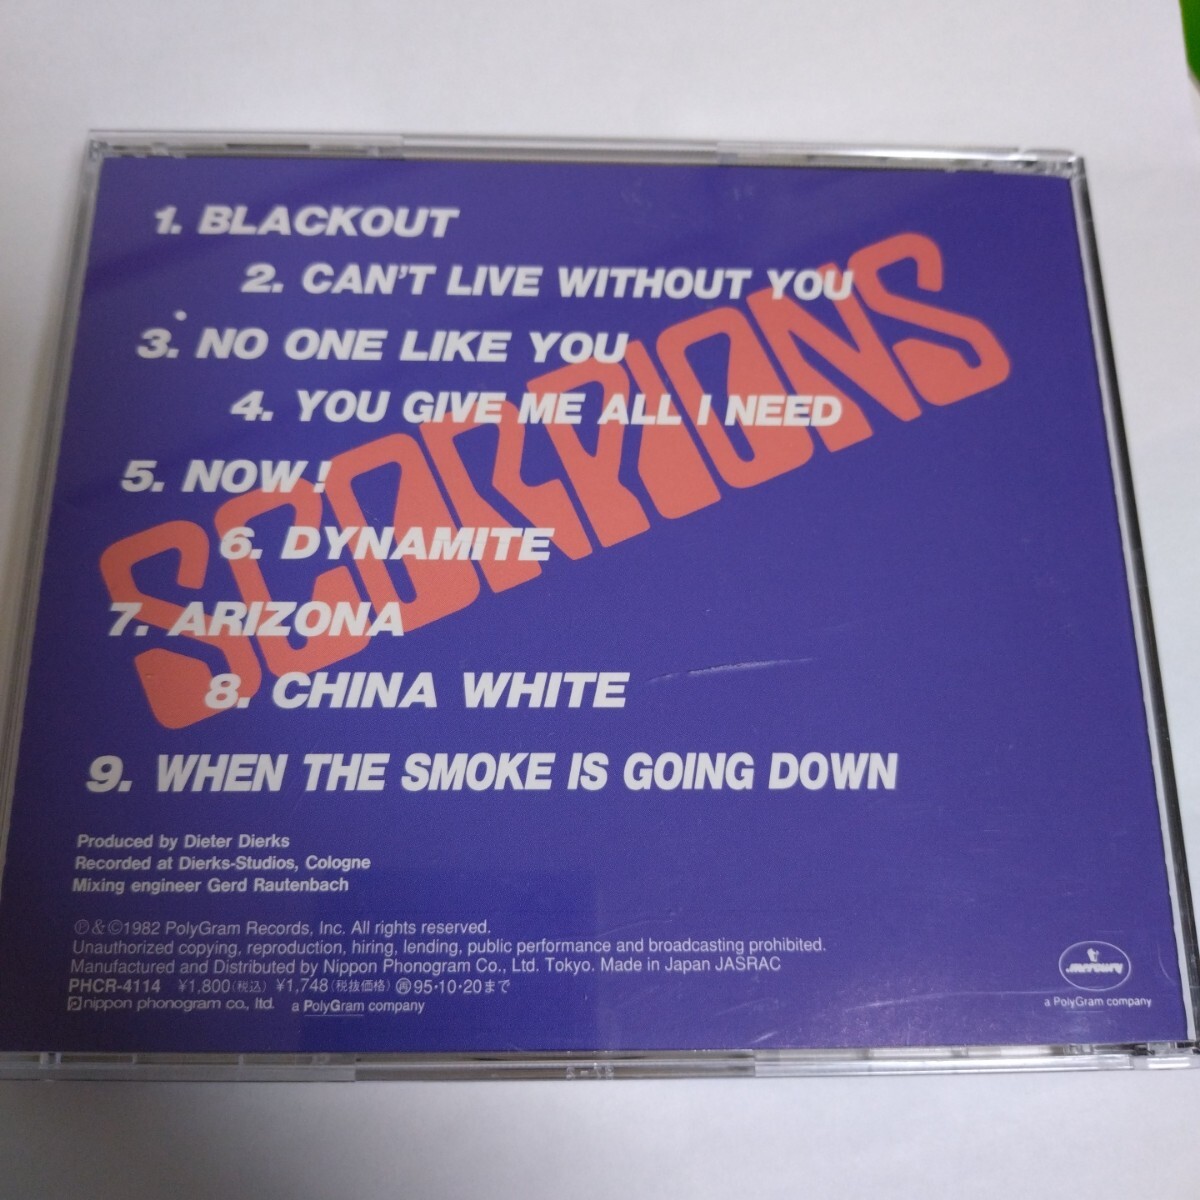 1. BLACKOUT
2. CAN'T LIVE WITHOUT YOU
3. NO ONE LIKE YOU
4. YOU GIVE ME ALL I NEED
5. NOW!
6. DYNAMITE
7. ARIZONA
8. CHINA WHITE
9. WHEN THE SMOKE IS GOING DOWN
SCORPIONS
Produced by Dieter Dierks
Recorded at Dierks-Studios, Cologne
Mixing engineer Gerd Rautenbach
℗&©1982 PolyGram Records, Inc. All rights reserved.
Unauthorized copying, reproduction, hiring, lending, public performance and broadcasting prohibited.
Manufactured and Distributed by Nippon Phonogram Co., Ltd. Tokyo. Made in Japan JASRAC
PHCR-4114 ¥1,800(税込) ¥1,748(税抜価格) ㊢95·10·20まで
nippon phonogram co., ltd. a PolyGram company
mercury
a PolyGram company